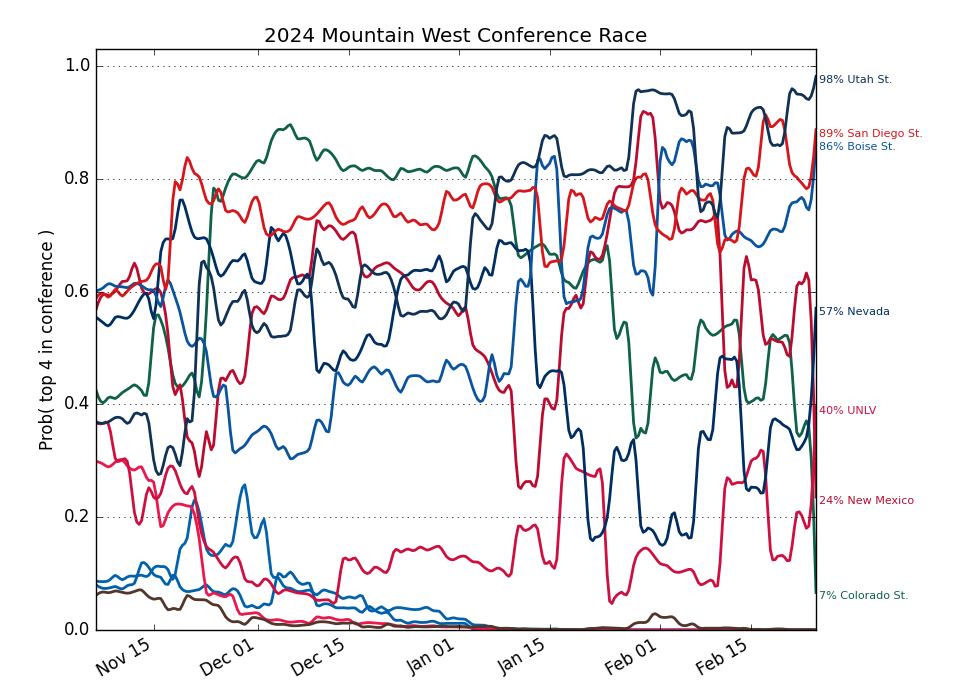 2024 Mountain West Conference Race
Prob( top 4 in conference )
1.0
0.8
0.6
0.4
0.2
0.0
Nov 15
Dec 01
Dec 15
Jan 01
Jan 15
Feb 01
Feb 15
98% Utah St.
89% San Diego St.
86% Boise St.
57% Nevada
40% UNLV
24% New Mexico
7% Colorado St.